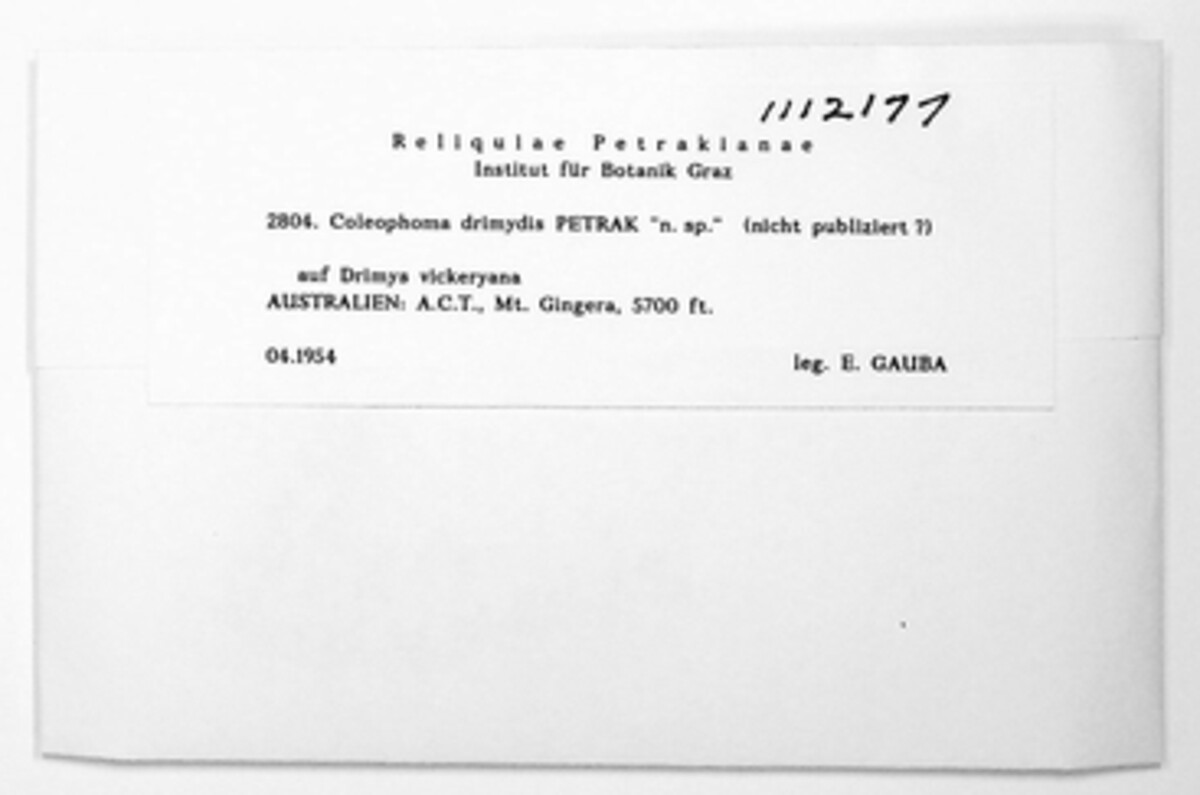 1112177
Reliquiae Petrakianae
Institut für Botanik Graz
2804. Coleophoma drimydis PETRAK "n. sp." (nicht publiziert ?)
auf Drimys vickeryana
AUSTRALIEN: A.C.T., Mt. Gingera, 5700 ft.
04.1954
leg. E. GAUBA